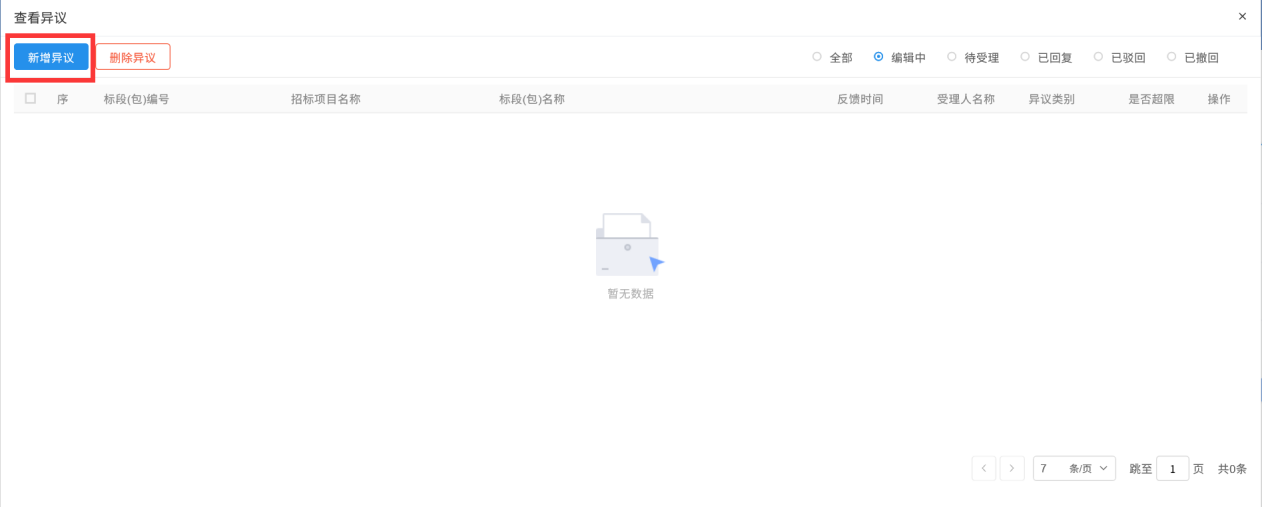 查看异议
新增异议 删除异议 全部 编辑中 待受理 已回复 已驳回 已撤回
序 标段(包)编号 招标项目名称 标段(包)名称 反馈时间 受理人名称 异议类别 是否超限 操作
暂无数据
7 条/页 跳至 1 页 共0条